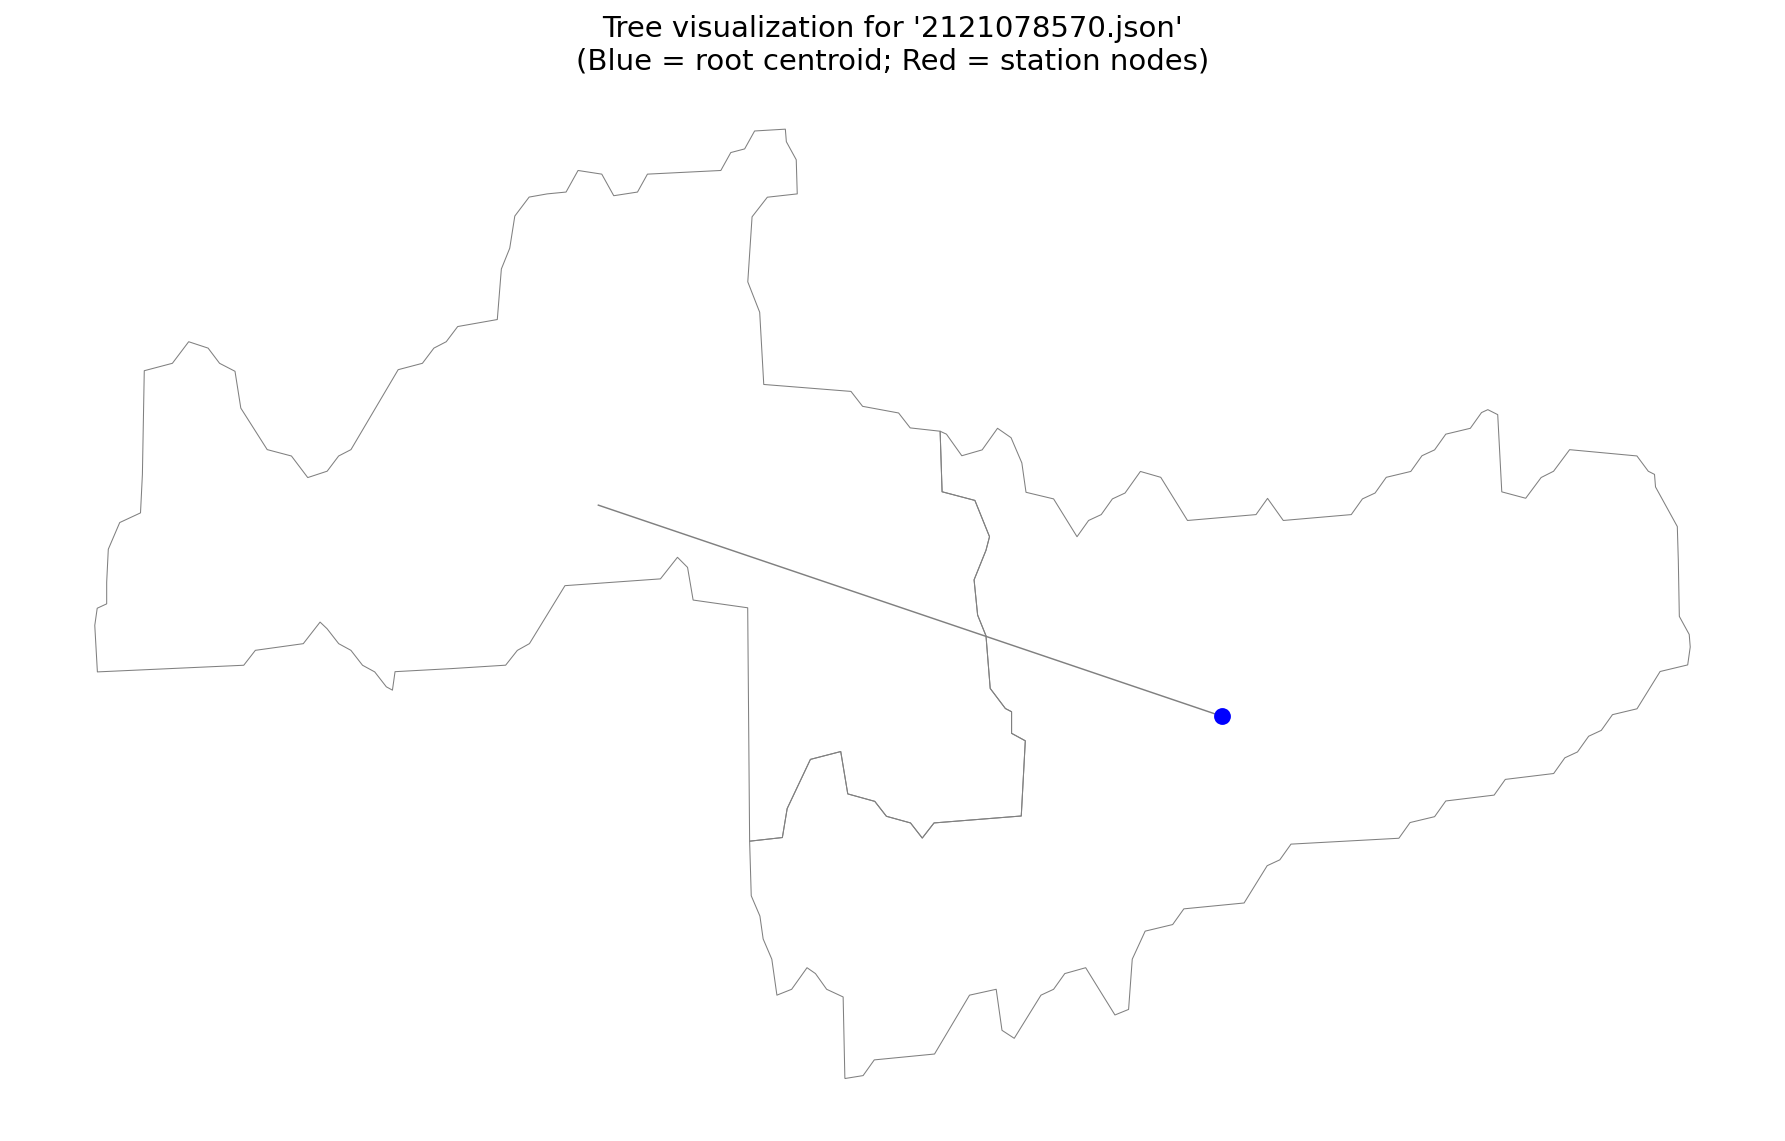 Tree visualization for '2121078570.json'
(Blue = root centroid; Red = station nodes)